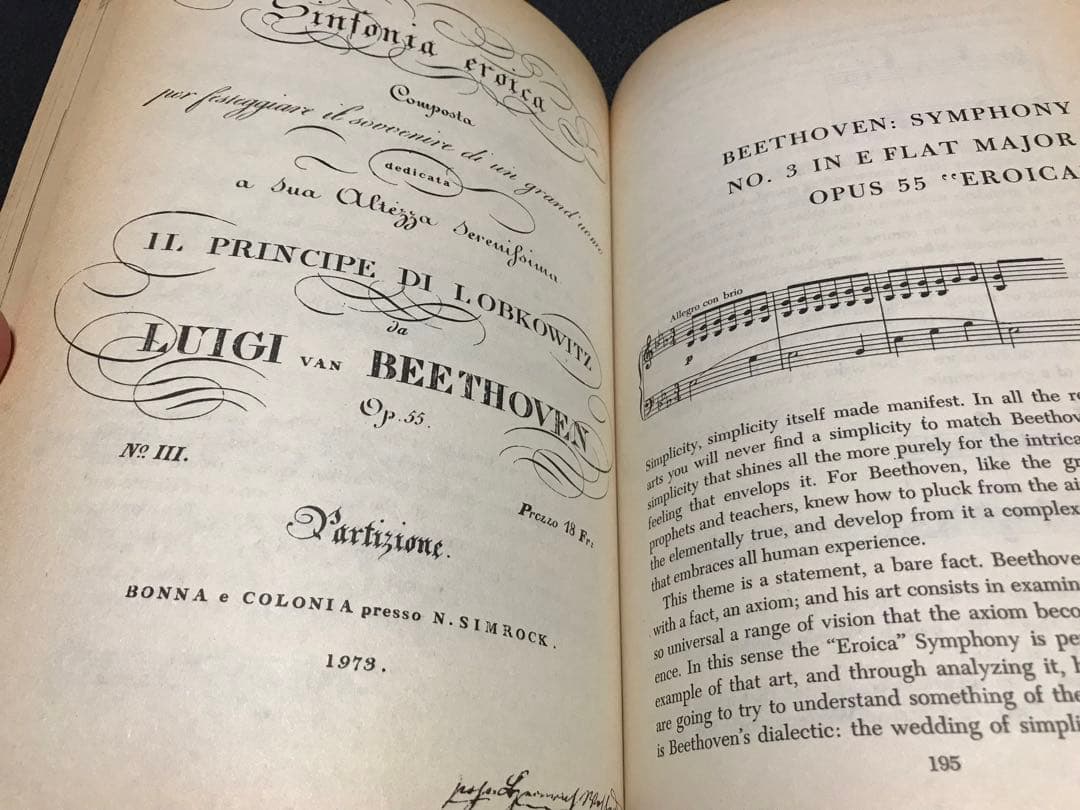 Sinfonia eroica
Composta
per festeggiare il sovvenire di un grand'uomo
dedicata
a Sua Altezza Serenissima
IL PRINCIPE DI LOBKOWITZ
da
LUIGI VAN BEETHOVEN
Op. 55.
No III.
Prezzo 18 Fr:
Partizione.
BONNA e COLONIA presso N. SIMROCK.
1973.
BEETHOVEN: SYMPHONY
NO. 3 IN E FLAT MAJOR
OPUS 55 "EROICA
Allegro con brio
p
Simplicity, simplicity itself made manifest. In all the
arts you will never find a simplicity to match Beethov
simplicity that shines all the more purely for the intrica
feeling that envelops it. For Beethoven, like the gr
prophets and teachers, knew how to pluck from the ai
the elementally true, and develop from it a complex
that embraces all human experience.
This theme is a statement, a bare fact. Beethove
with a fact, an axiom; and his art consists in examin
so universal a range of vision that the axiom beco
ence. In this sense the "Eroica" Symphony is pe
example of that art, and through analyzing it, h
are going to try to understand something of the
is Beethoven's dialectic: the wedding of simpli
195